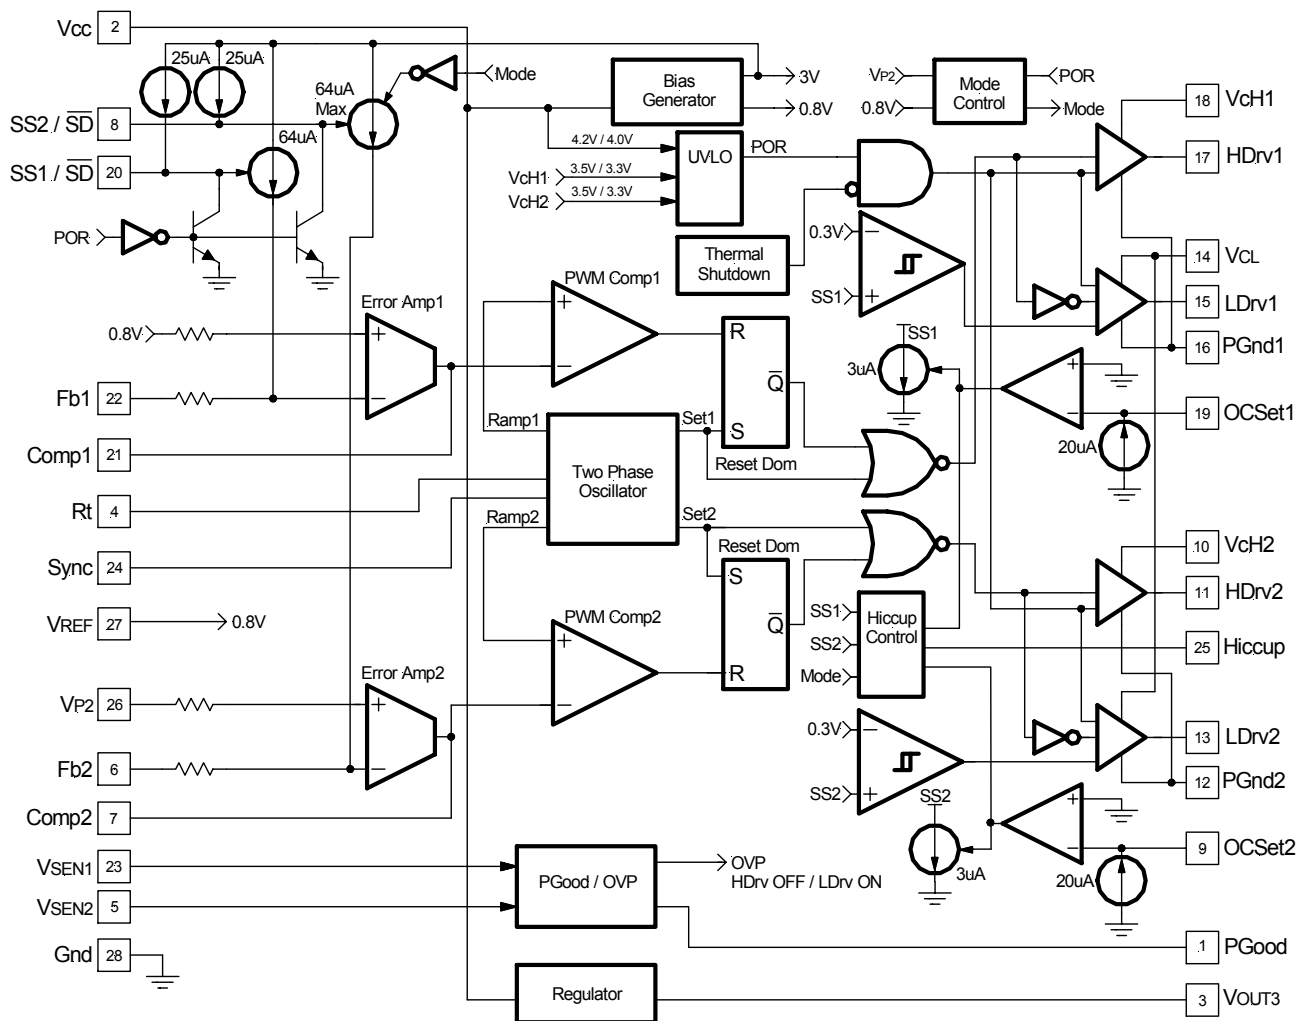 Vcc 2
25uA 25uA
64uA
Max
Mode
Bias
Generator
3V
0.8V
VP2
0.8V
Mode
Control
POR
Mode
18 VcH1
SS2 / SD 8
64uA
4.2V / 4.0V
UVLO
POR
17 HDrv1
SS1 / SD 20
VcH1 3.5V / 3.3V
VcH2 3.5V / 3.3V
POR
Thermal
Shutdown
0.3V
SS1
14 VCL
Error Amp1
PWM Comp1
15 LDrv1
0.8V
R
Q
S
Reset Dom
SS1
3uA
16 PGnd1
Fb1 22
19 OCSet1
20uA
Comp1 21
Ramp1
Set1
Two Phase
Oscillator
Rt 4
Ramp2
Set2
Reset Dom
10 VcH2
Sync 24
S
Q
R
11 HDrv2
VREF 27 0.8V
PWM Comp2
SS1
SS2
Mode
Hiccup
Control
25 Hiccup
Error Amp2
VP2 26
0.3V
SS2
13 LDrv2
Fb2 6
12 PGnd2
Comp2 7
SS2
3uA
9 OCSet2
20uA
VSEN1 23
PGood / OVP
OVP
HDrv OFF / LDrv ON
VSEN2 5
Gnd 28
1 PGood
Regulator
3 VOUT3